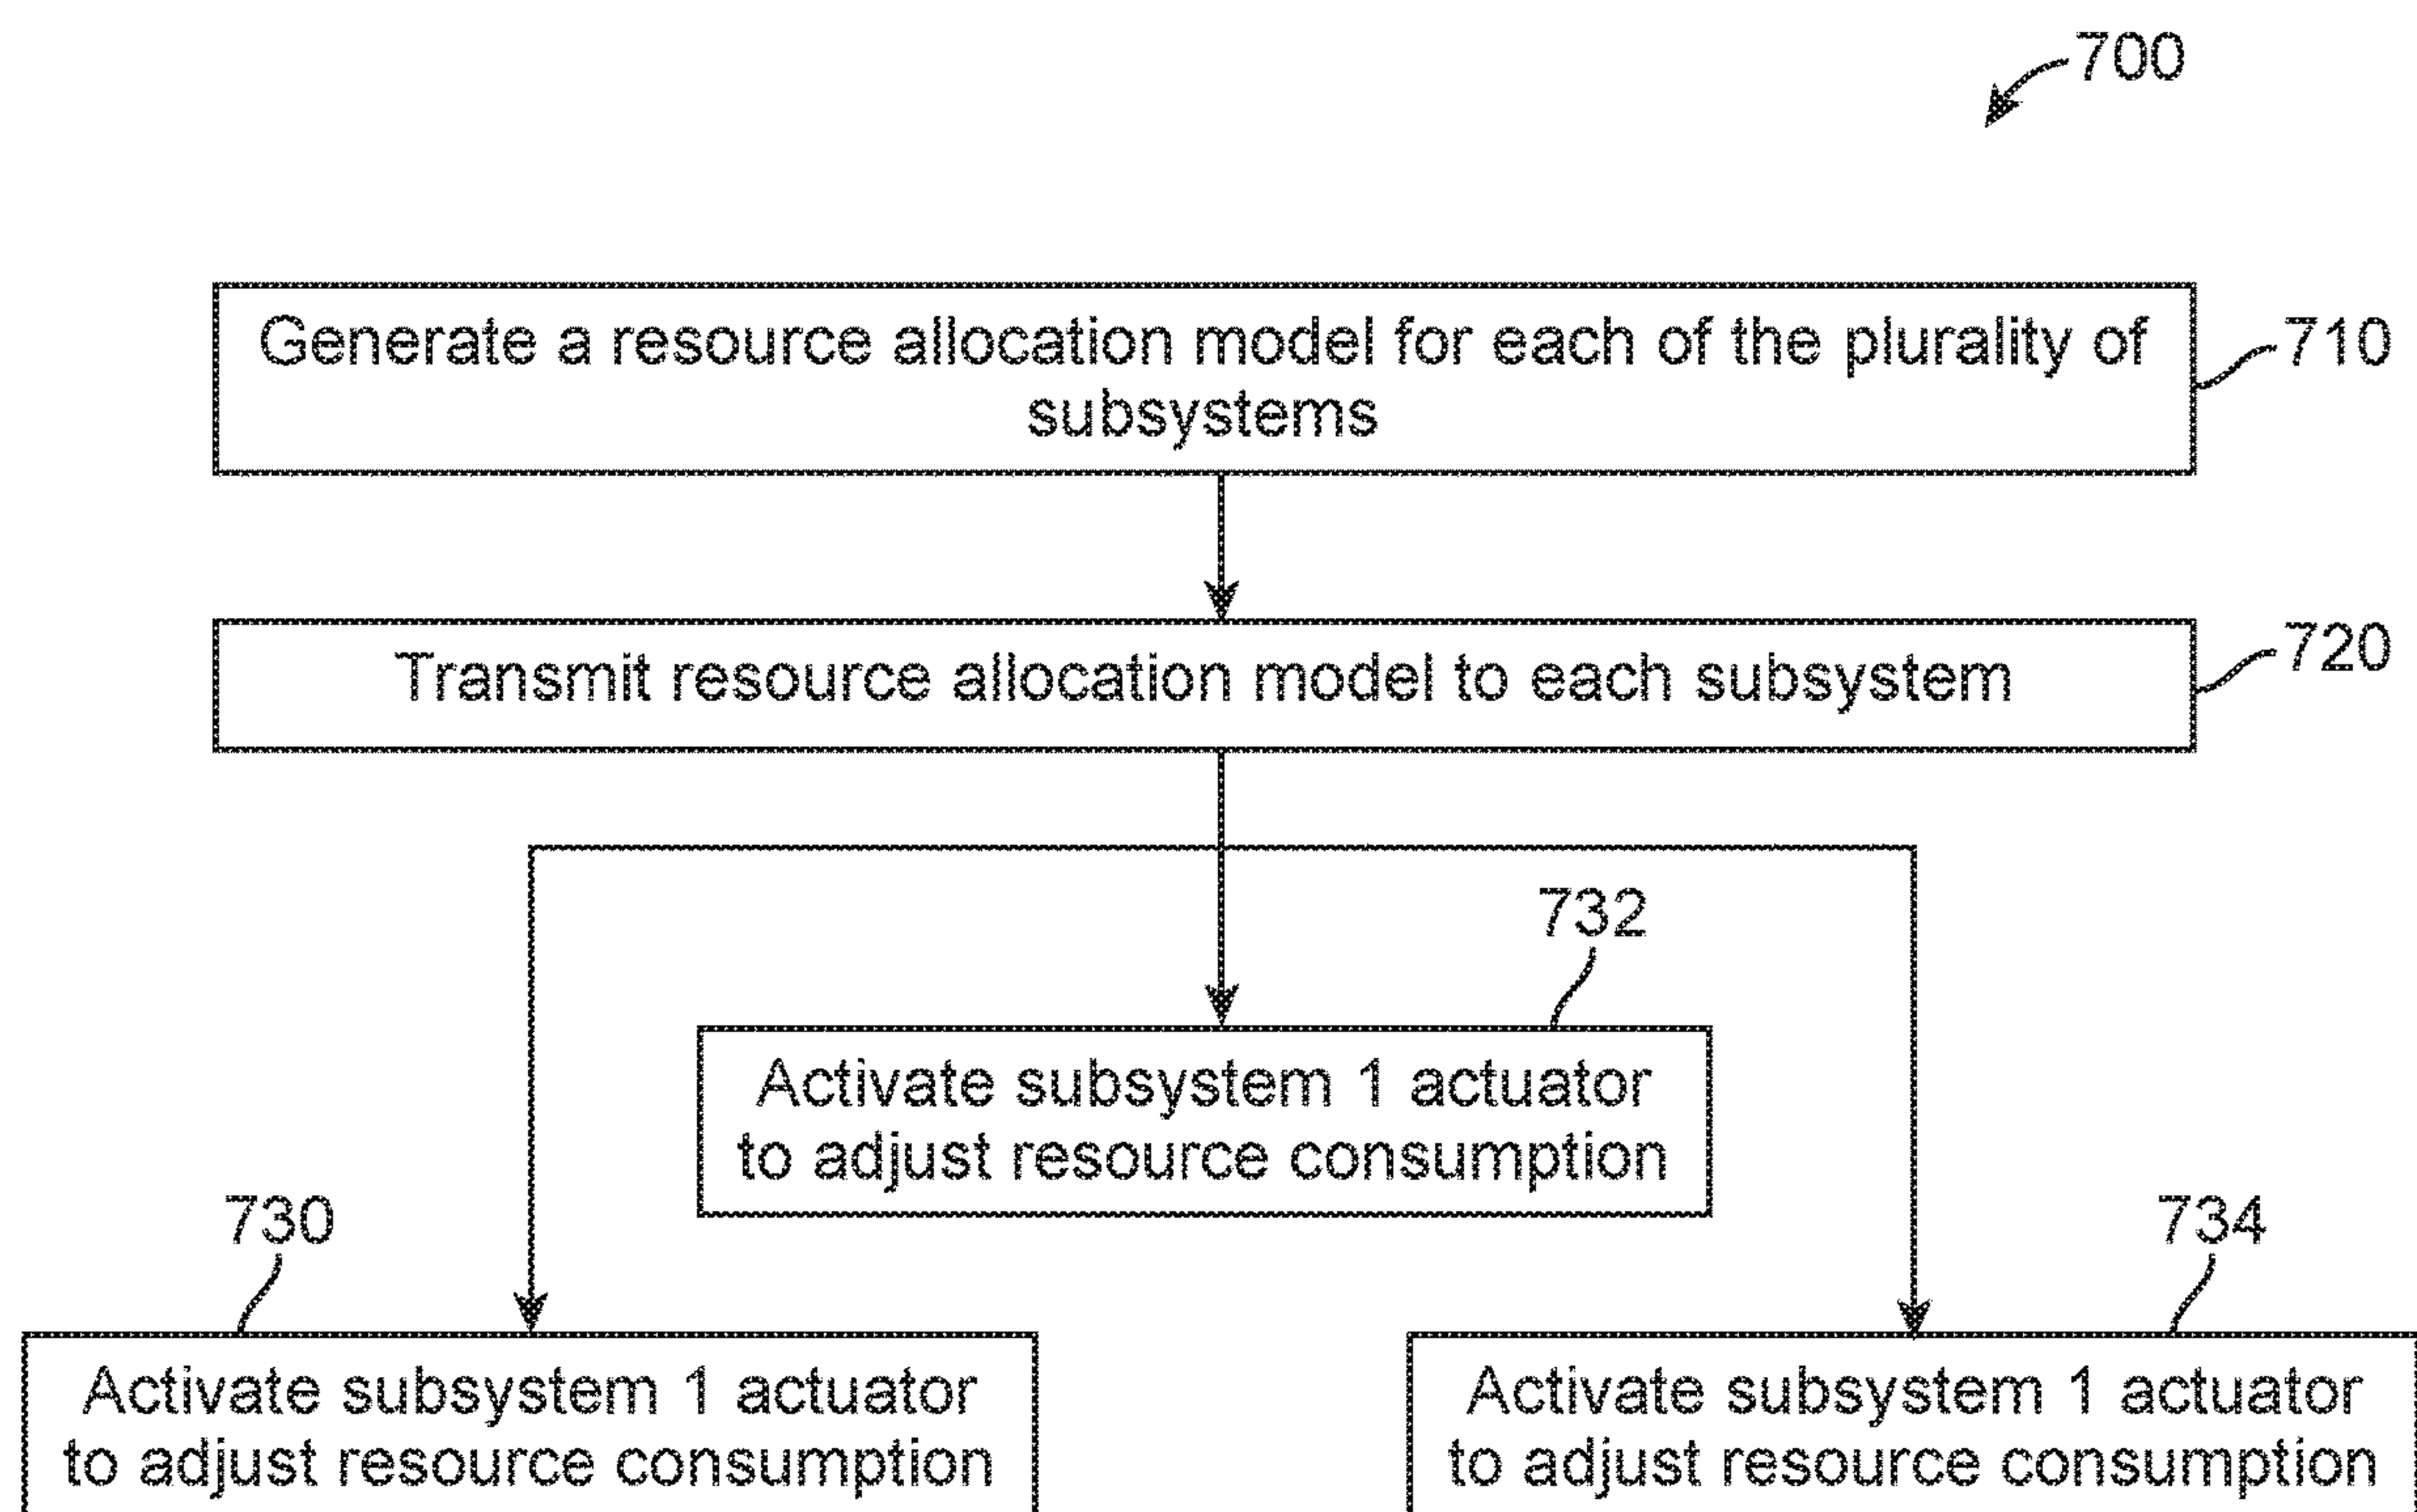 700
Generate a resource allocation model for each of the plurality of
subsystems
710
Transmit resource allocation model to each subsystem
720
732
Activate subsystem 1 actuator
to adjust resource consumption
730
Activate subsystem 1 actuator
to adjust resource consumption
734
Activate subsystem 1 actuator
to adjust resource consumption